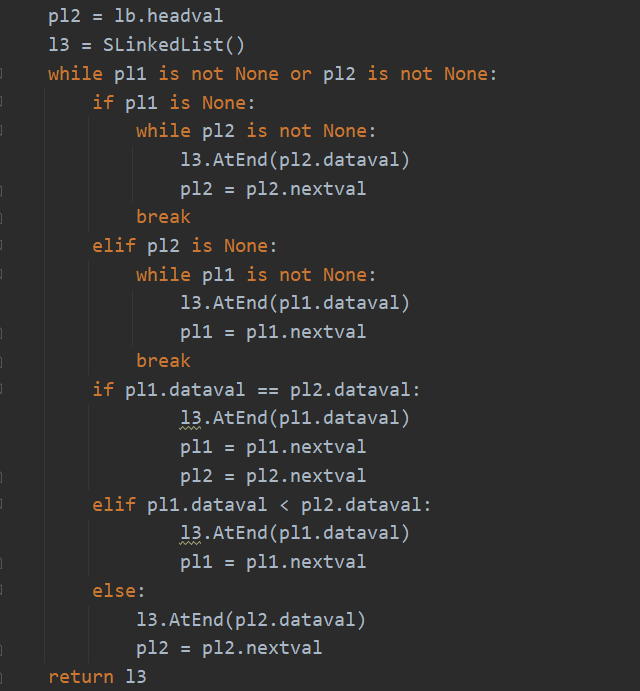 pl2 = lb.headval
l3 = SLinkedList()
while pl1 is not None or pl2 is not None:
    if pl1 is None:
        while pl2 is not None:
            l3.AtEnd(pl2.dataval)
            pl2 = pl2.nextval
        break
    elif pl2 is None:
        while pl1 is not None:
            l3.AtEnd(pl1.dataval)
            pl1 = pl1.nextval
        break
    if pl1.dataval == pl2.dataval:
            l3.AtEnd(pl1.dataval)
            pl1 = pl1.nextval
            pl2 = pl2.nextval
    elif pl1.dataval < pl2.dataval:
            l3.AtEnd(pl1.dataval)
            pl1 = pl1.nextval
    else:
        l3.AtEnd(pl2.dataval)
        pl2 = pl2.nextval
return l3